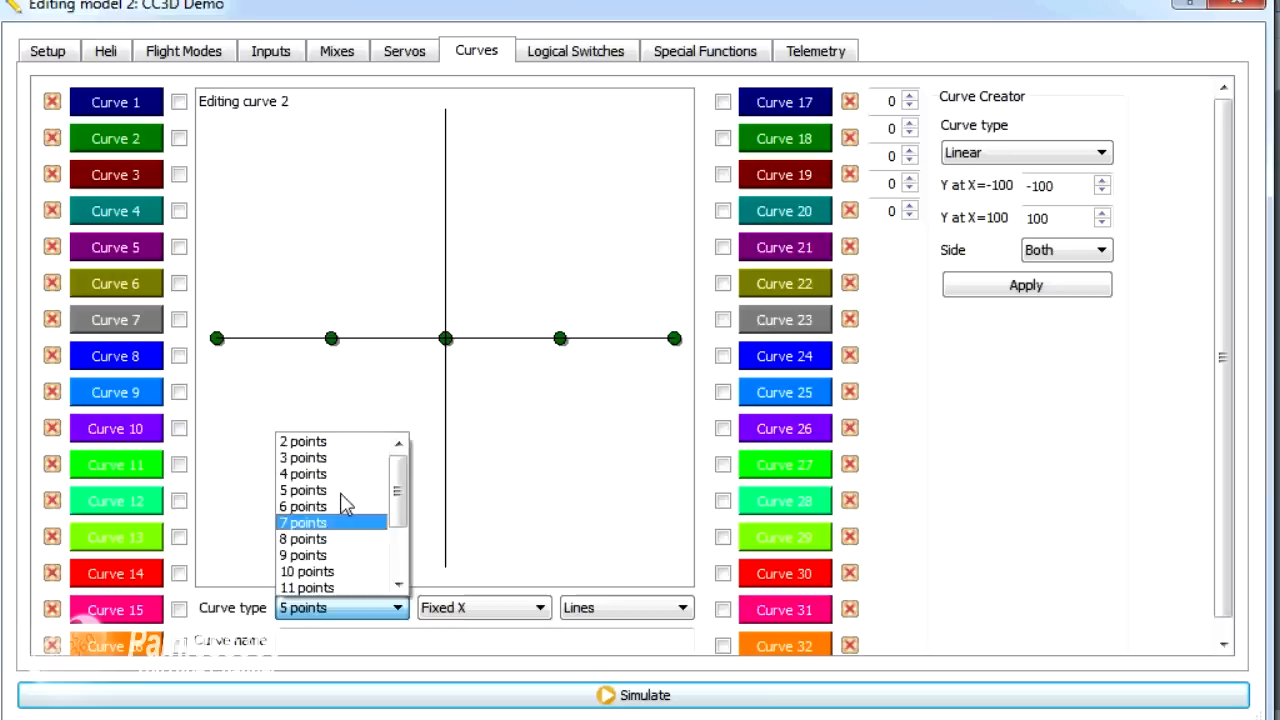 Editing model 2: CC3D Demo
Setup Heli Flight Modes Inputs Mixes Servos Curves Logical Switches Special Functions Telemetry
Editing curve 2
Curve 1
Curve 2
Curve 3
Curve 4
Curve 5
Curve 6
Curve 7
Curve 8
Curve 9
Curve 10
Curve 11
Curve 12
Curve 13
Curve 14
Curve 15
2 points
3 points
4 points
5 points
6 points
7 points
8 points
9 points
10 points
11 points
Curve type 5 points Fixed X Lines
Curve name
Curve 17
Curve 18
Curve 19
Curve 20
Curve 21
Curve 22
Curve 23
Curve 24
Curve 25
Curve 26
Curve 27
Curve 28
Curve 29
Curve 30
Curve 31
Curve 32
0
0
0
0
0
Curve Creator
Curve type
Linear
Y at X=-100 -100
Y at X=100 100
Side Both
Apply
Simulate